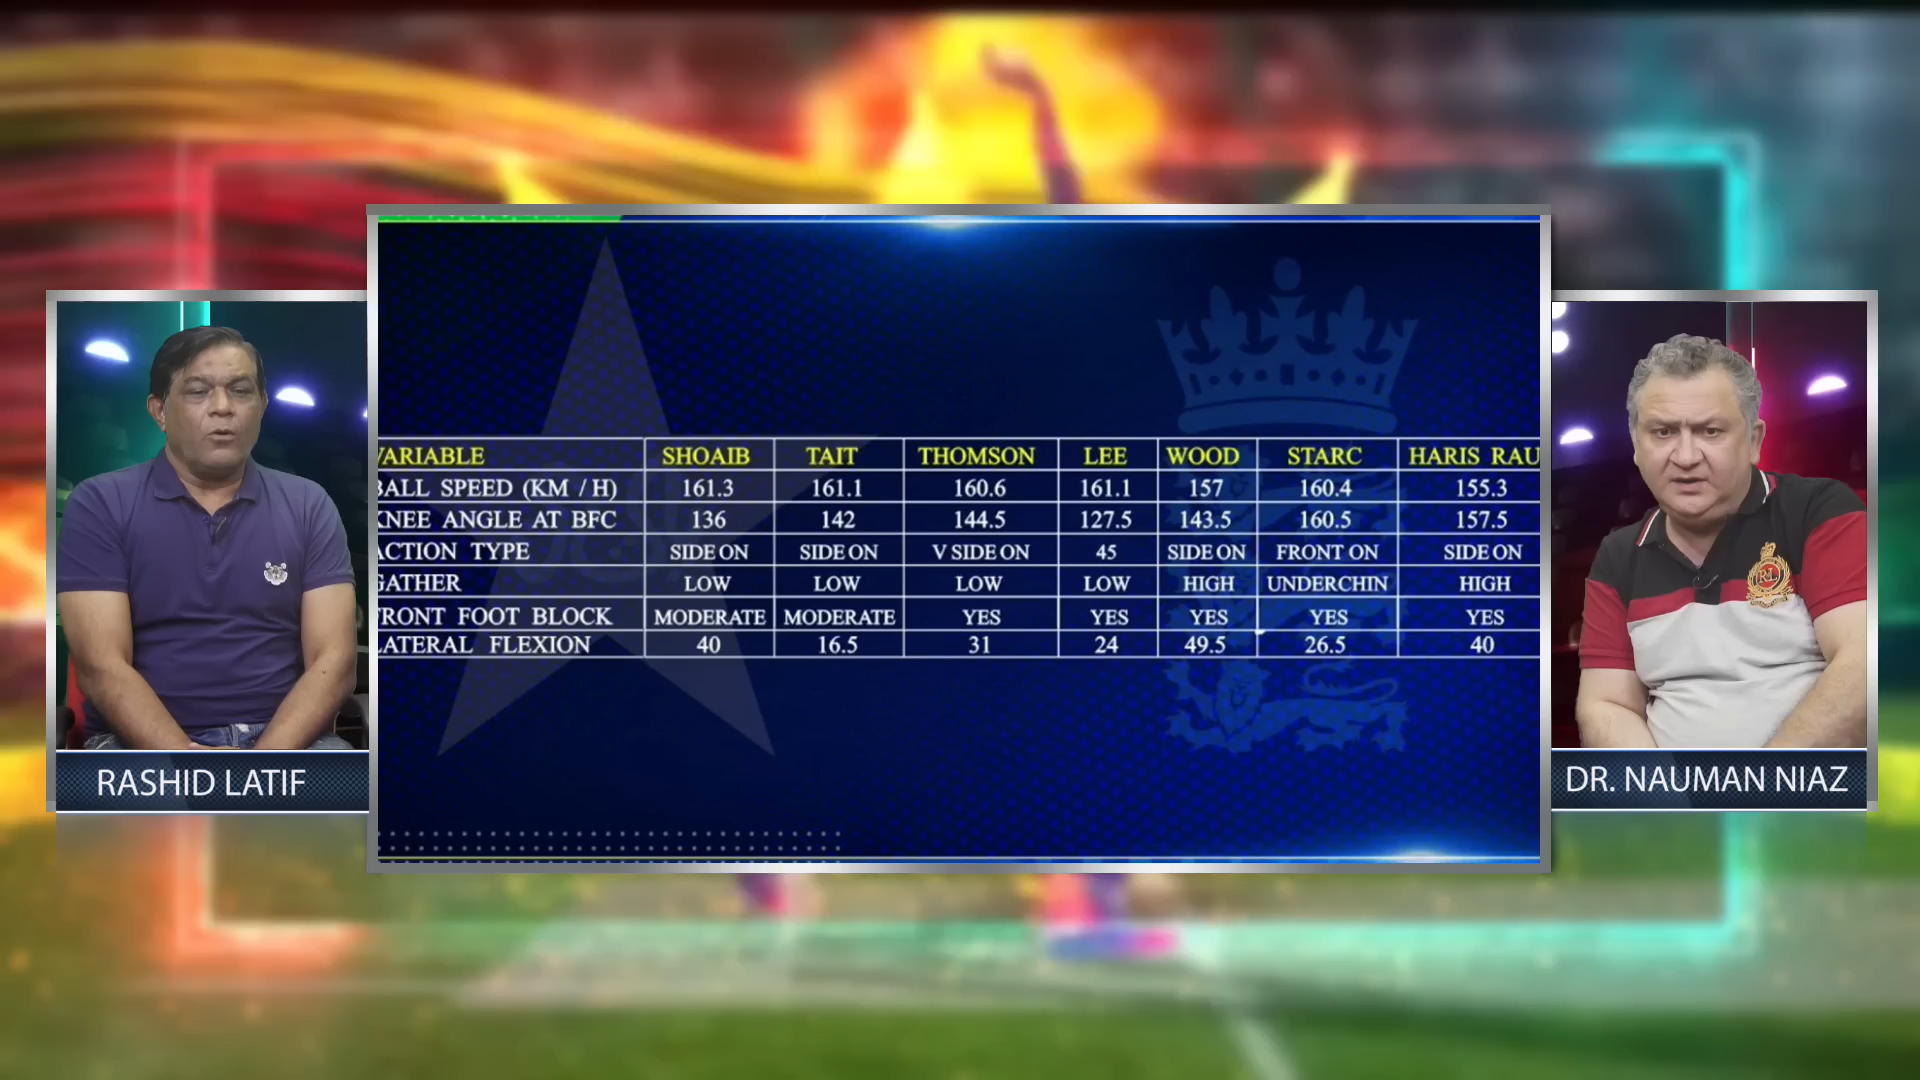 VARIABLE SHOAIB TAIT THOMSON LEE WOOD STARC HARIS RAU
BALL SPEED (KM / H) 161.3 161.1 160.6 161.1 157 160.4 155.3
KNEE ANGLE AT BFC 136 142 144.5 127.5 143.5 160.5 157.5
ACTION TYPE SIDE ON SIDE ON V SIDE ON 45 SIDE ON FRONT ON SIDE ON
GATHER LOW LOW LOW LOW HIGH UNDERCHIN HIGH
FRONT FOOT BLOCK MODERATE MODERATE YES YES YES YES YES
LATERAL FLEXION 40 16.5 31 24 49.5 26.5 40
RL
RASHID LATIF
DR. NAUMAN NIAZ